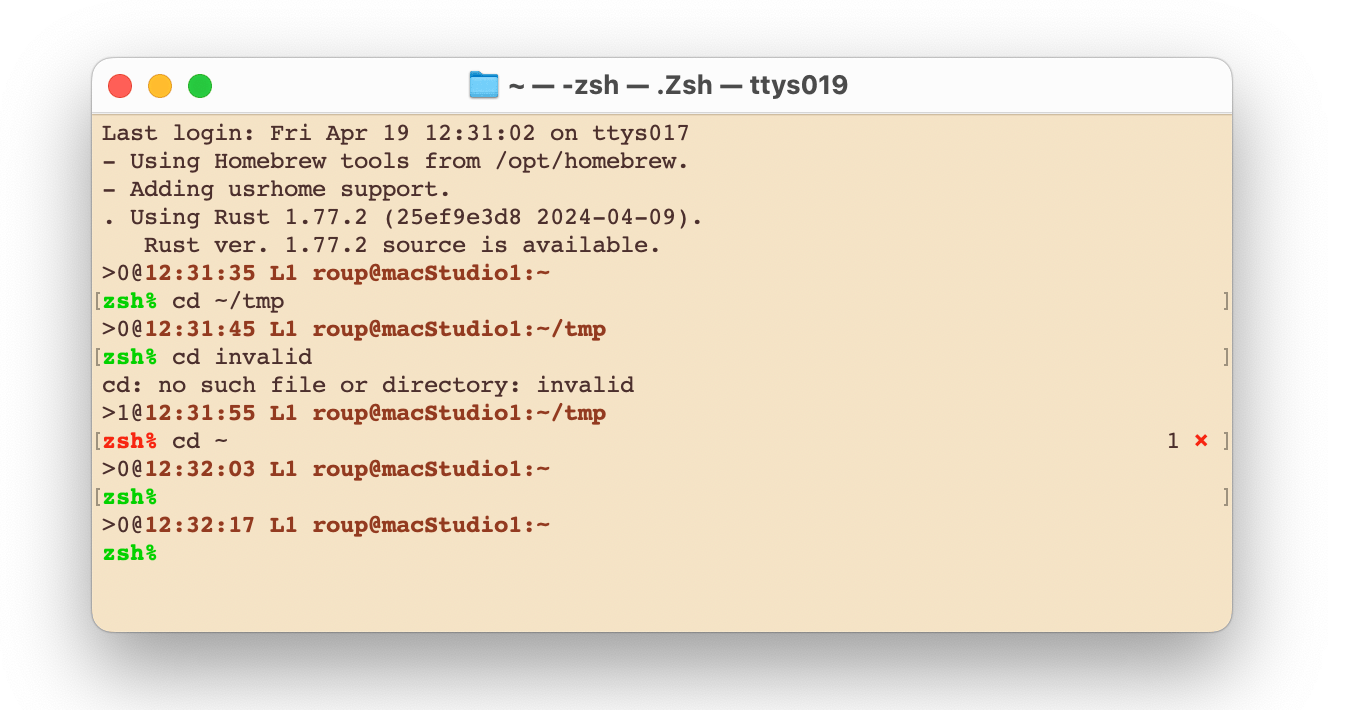 ~ — -zsh — .Zsh — ttys019
Last login: Fri Apr 19 12:31:02 on ttys017
- Using Homebrew tools from /opt/homebrew.
- Adding usrhome support.
. Using Rust 1.77.2 (25ef9e3d8 2024-04-09).
   Rust ver. 1.77.2 source is available.
>0@12:31:35 L1 roup@macStudio1:~
[zsh% cd ~/tmp ]
>0@12:31:45 L1 roup@macStudio1:~/tmp
[zsh% cd invalid ]
cd: no such file or directory: invalid
>1@12:31:55 L1 roup@macStudio1:~/tmp
[zsh% cd ~ 1 × ]
>0@12:32:03 L1 roup@macStudio1:~
[zsh% ]
>0@12:32:17 L1 roup@macStudio1:~
zsh%